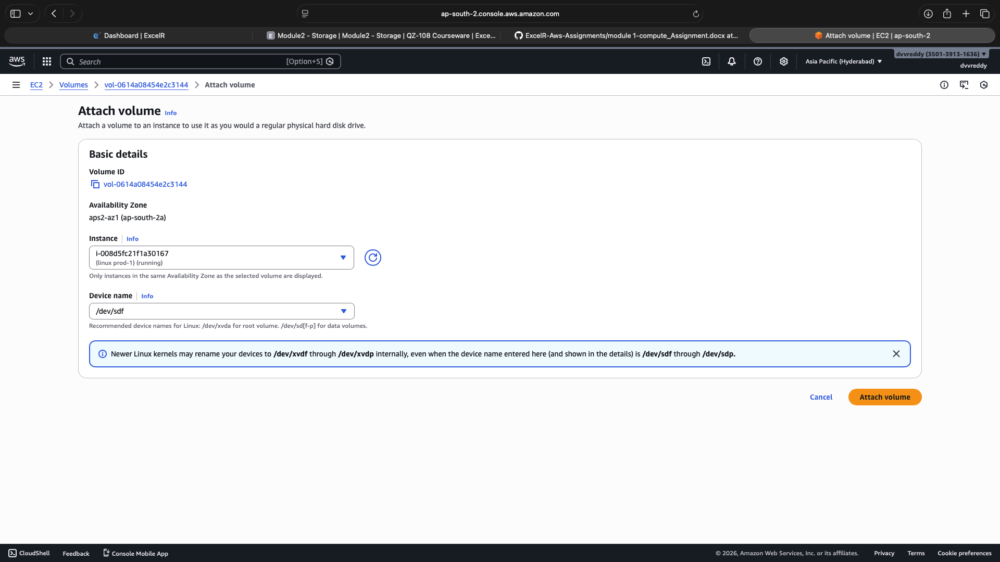 ap-south-2.console.aws.amazon.com
Dashboard | ExcelR
E Module2 - Storage | Module2 - Storage | QZ-108 Courseware | Exce...
ExcelR-Aws-Assignments/module 1-compute_Assignment.docx at...
Attach volume | EC2 | ap-south-2
aws
Search
[Option+S]
Asia Pacific (Hyderabad)
dvvreddy (3501-3913-1636)
dvvreddy
EC2
Volumes
vol-0614a08454e2c3144
Attach volume
Attach volume Info
Attach a volume to an instance to use it as you would a regular physical hard disk drive.
Basic details
Volume ID
vol-0614a08454e2c3144
Availability Zone
aps2-az1 (ap-south-2a)
Instance Info
i-008d5fc21f1a30167
(linux prod-1) (running)
Only instances in the same Availability Zone as the selected volume are displayed.
Device name Info
/dev/sdf
Recommended device names for Linux: /dev/xvda for root volume. /dev/sd[f-p] for data volumes.
Newer Linux kernels may rename your devices to /dev/xvdf through /dev/xvdp internally, even when the device name entered here (and shown in the details) is /dev/sdf through /dev/sdp.
Cancel
Attach volume
CloudShell
Feedback
Console Mobile App
© 2026, Amazon Web Services, Inc. or its affiliates.
Privacy
Terms
Cookie preferences